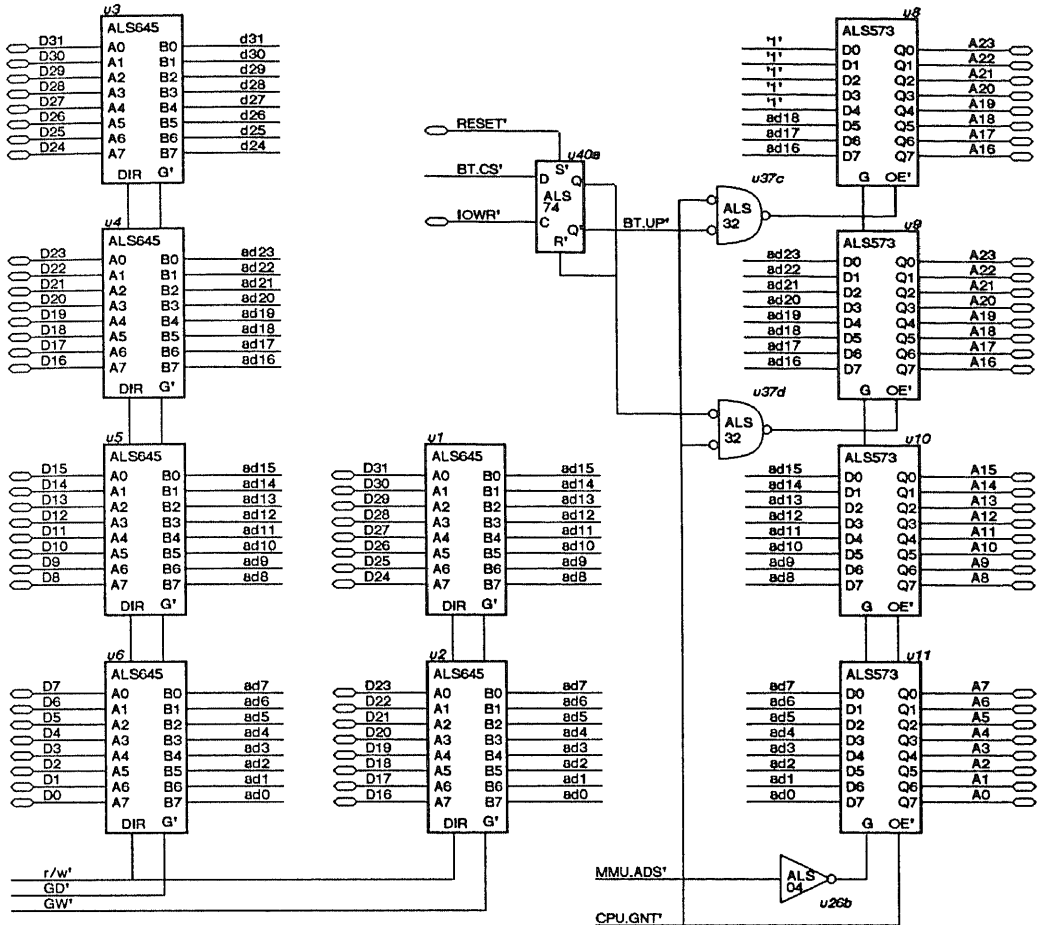 u3
ALS645
D31 A0 B0 d31
D30 A1 B1 d30
D29 A2 B2 d29
D28 A3 B3 d28
D27 A4 B4 d27
D26 A5 B5 d26
D25 A6 B6 d25
D24 A7 B7 d24
DIR G'
u4
ALS645
D23 A0 B0 ad23
D22 A1 B1 ad22
D21 A2 B2 ad21
D20 A3 B3 ad20
D19 A4 B4 ad19
D18 A5 B5 ad18
D17 A6 B6 ad17
D16 A7 B7 ad16
DIR G'
u5
ALS645
D15 A0 B0 ad15
D14 A1 B1 ad14
D13 A2 B2 ad13
D12 A3 B3 ad12
D11 A4 B4 ad11
D10 A5 B5 ad10
D9 A6 B6 ad9
D8 A7 B7 ad8
DIR G'
u6
ALS645
D7 A0 B0 ad7
D6 A1 B1 ad6
D5 A2 B2 ad5
D4 A3 B3 ad4
D3 A4 B4 ad3
D2 A5 B5 ad2
D1 A6 B6 ad1
D0 A7 B7 ad0
DIR G'
r/w'
GD'
GW'
u1
ALS645
D31 A0 B0 ad15
D30 A1 B1 ad14
D29 A2 B2 ad13
D28 A3 B3 ad12
D27 A4 B4 ad11
D26 A5 B5 ad10
D25 A6 B6 ad9
D24 A7 B7 ad8
DIR G'
u2
ALS645
D23 A0 B0 ad7
D22 A1 B1 ad6
D21 A2 B2 ad5
D20 A3 B3 ad4
D19 A4 B4 ad3
D18 A5 B5 ad2
D17 A6 B6 ad1
D16 A7 B7 ad0
DIR G'
RESET'
u40a
S'
BT.CS' D Q
ALS
74
IOWR' C Q' BT.UP'
R'
u37c
ALS
32
u37d
ALS
32
u8
ALS573
'1' D0 Q0 A23
'1' D1 Q1 A22
'1' D2 Q2 A21
'1' D3 Q3 A20
'1' D4 Q4 A19
ad18 D5 Q5 A18
ad17 D6 Q6 A17
ad16 D7 Q7 A16
G OE'
u9
ALS573
ad23 D0 Q0 A23
ad22 D1 Q1 A22
ad21 D2 Q2 A21
ad20 D3 Q3 A20
ad19 D4 Q4 A19
ad18 D5 Q5 A18
ad17 D6 Q6 A17
ad16 D7 Q7 A16
G OE'
u10
ALS573
ad15 D0 Q0 A15
ad14 D1 Q1 A14
ad13 D2 Q2 A13
ad12 D3 Q3 A12
ad11 D4 Q4 A11
ad10 D5 Q5 A10
ad9 D6 Q6 A9
ad8 D7 Q7 A8
G OE'
u11
ALS573
ad7 D0 Q0 A7
ad6 D1 Q1 A6
ad5 D2 Q2 A5
ad4 D3 Q3 A4
ad3 D4 Q4 A3
ad2 D5 Q5 A2
ad1 D6 Q6 A1
ad0 D7 Q7 A0
G OE'
MMU.ADS'
ALS
04
u26b
CPU.GNT'